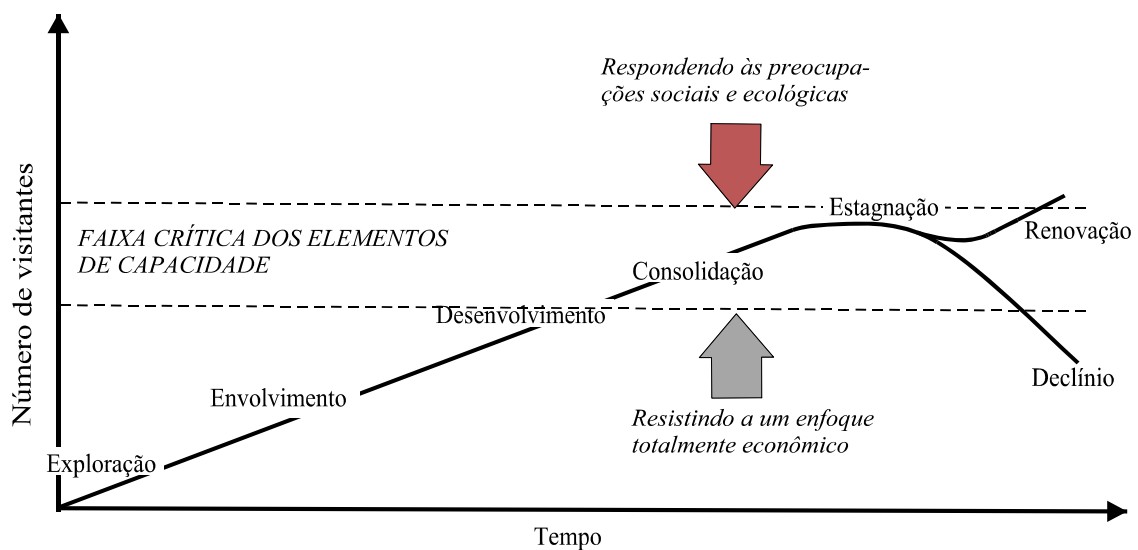 Respondendo às preocupa-
ções sociais e ecológicas
Estagnação
Renovação
FAIXA CRÍTICA DOS ELEMENTOS
DE CAPACIDADE
Consolidação
Desenvolvimento
Envolvimento
Declínio
Resistindo a um enfoque
totalmente econômico
Exploração
Número de visitantes
Tempo